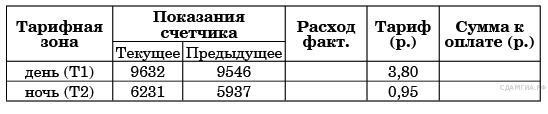 Тарифная зона Показания счетчика Расход факт. Тариф (р.) Сумма к оплате (р.)
Текущее Предыдущее
день (Т1) 9632 9546 3,80
ночь (Т2) 6231 5937 0,95
СДАМГИА.РФ